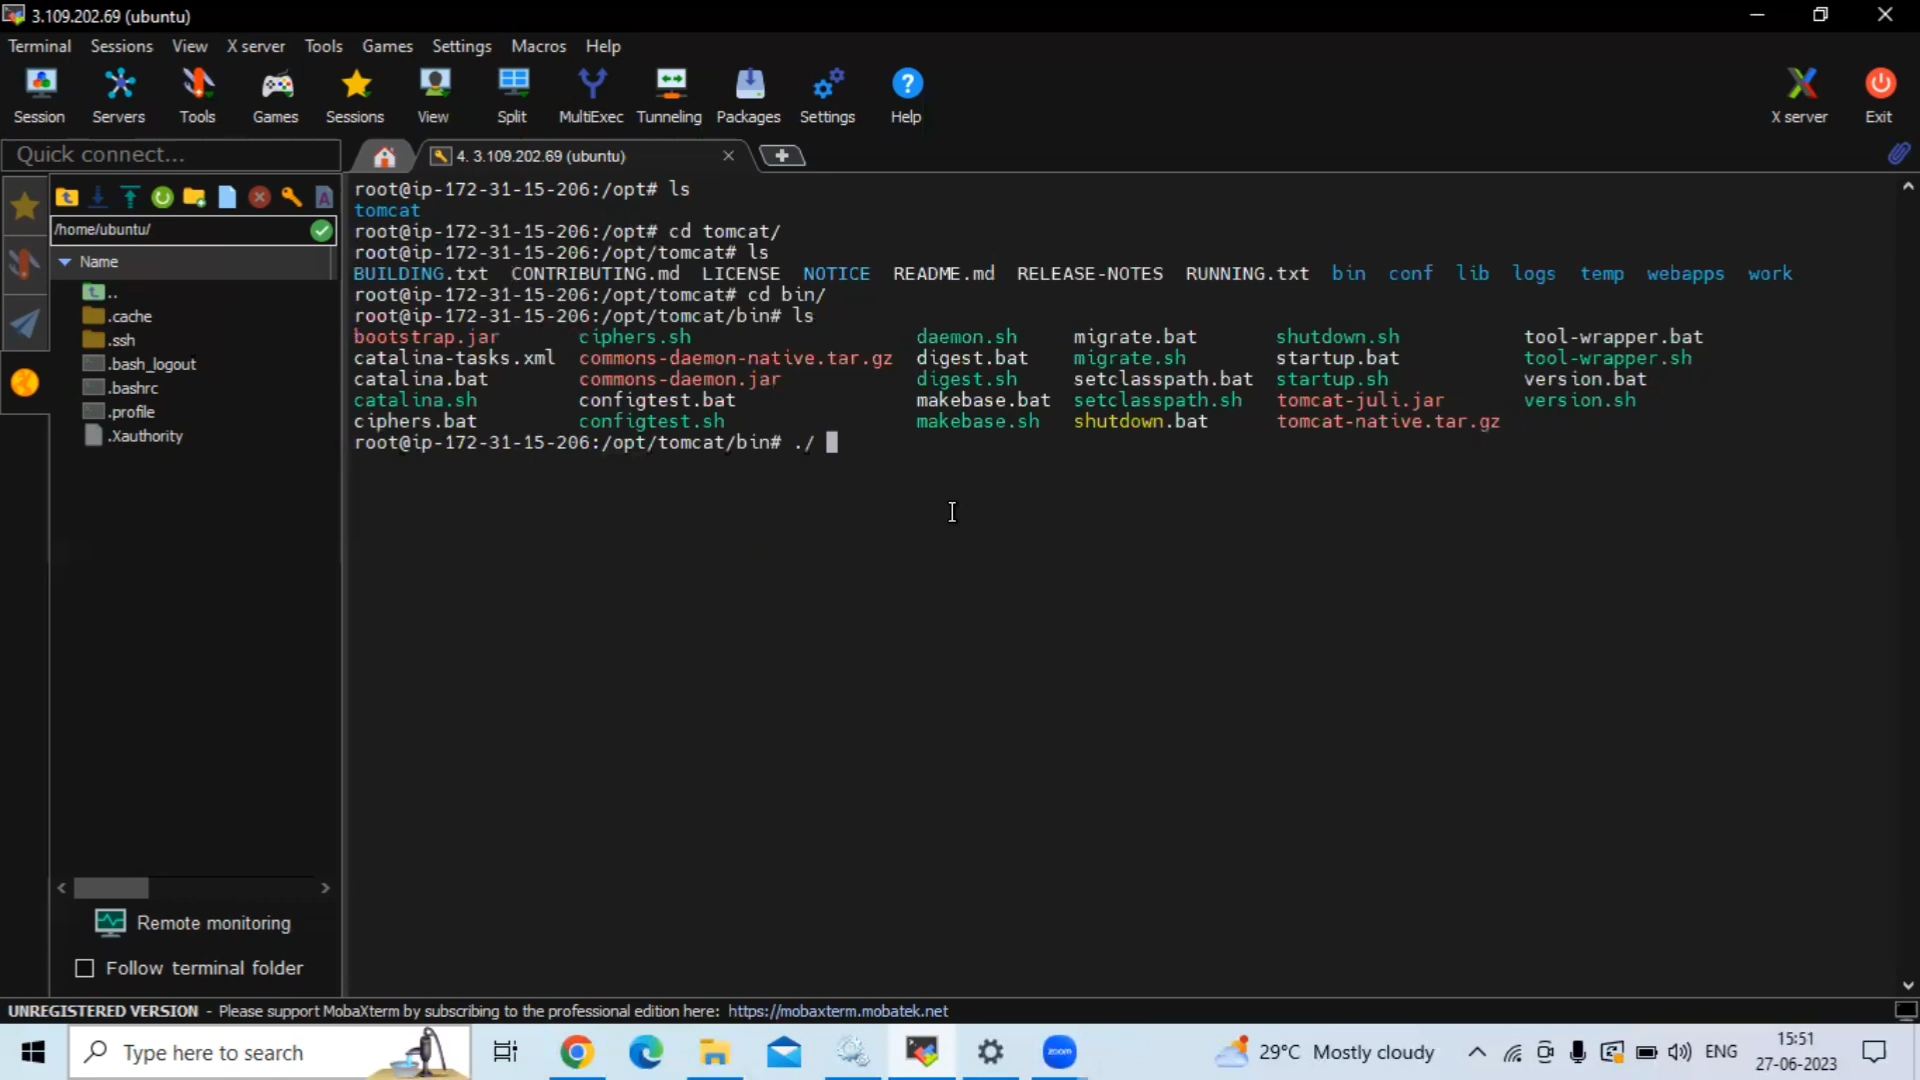 3.109.202.69 (ubuntu)
Terminal Sessions View X server Tools Games Settings Macros Help
Session Servers Tools Games Sessions View Split MultiExec Tunneling Packages Settings Help X server Exit
Quick connect...
4. 3.109.202.69 (ubuntu)
/home/ubuntu/
Name
..
.cache
.ssh
.bash_logout
.bashrc
.profile
.Xauthority
root@ip-172-31-15-206:/opt# ls
tomcat
root@ip-172-31-15-206:/opt# cd tomcat/
root@ip-172-31-15-206:/opt/tomcat# ls
BUILDING.txt CONTRIBUTING.md LICENSE NOTICE README.md RELEASE-NOTES RUNNING.txt bin conf lib logs temp webapps work
root@ip-172-31-15-206:/opt/tomcat# cd bin/
root@ip-172-31-15-206:/opt/tomcat/bin# ls
bootstrap.jar ciphers.sh daemon.sh migrate.bat shutdown.sh tool-wrapper.bat
catalina-tasks.xml commons-daemon-native.tar.gz digest.bat migrate.sh startup.bat tool-wrapper.sh
catalina.bat commons-daemon.jar digest.sh setclasspath.bat startup.sh version.bat
catalina.sh configtest.bat makebase.bat setclasspath.sh tomcat-juli.jar version.sh
ciphers.bat configtest.sh makebase.sh shutdown.bat tomcat-native.tar.gz
root@ip-172-31-15-206:/opt/tomcat/bin# ./
Remote monitoring
Follow terminal folder
UNREGISTERED VERSION - Please support MobaXterm by subscribing to the professional edition here: https://mobaxterm.mobatek.net
Type here to search
zoom
29°C Mostly cloudy
ENG
15:51
27-06-2023